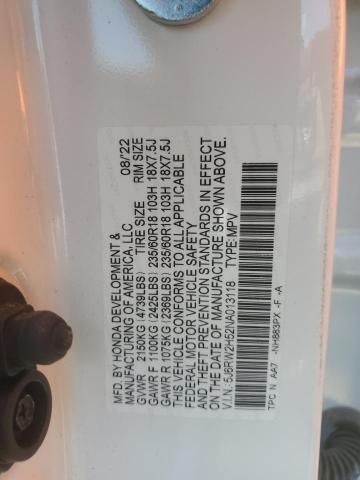 MFD. BY HONDA DEVELOPMENT & 08/'22
MANUFACTURING OF AMERICA, LLC
GVWR 2150KG (4739LBS) TIRE SIZE RIM SIZE
GAWR F 1100KG (2425LBS) 235/60R18 103H 18X7.5J
GAWR R 1075KG (2369LBS) 235/60R18 103H 18X7.5J
THIS VEHICLE CONFORMS TO ALL APPLICABLE
FEDERAL MOTOR VEHICLE SAFETY
AND THEFT PREVENTION STANDARDS IN EFFECT
ON THE DATE OF MANUFACTURE SHOWN ABOVE.
V.I.N.: 5J6RW2H52NA013118 TYPE: MPV
TPC N AA7 -NH883PX -F -A